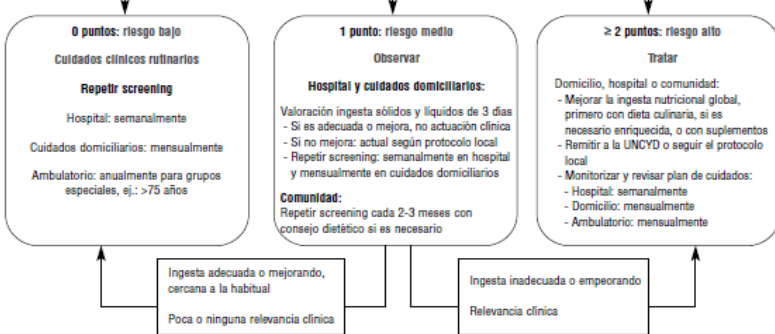 0 puntos: riesgo bajo
Cuidados clínicos rutinarios
Repetir screening
Hospital: semanalmente
Cuidados domiciliarios: mensualmente
Ambulatorio: anualmente para grupos
especiales, ej.: >75 años
1 punto: riesgo medio
Observar
Hospital y cuidados domiciliarios:
Valoración ingesta sólidos y líquidos de 3 días
- Si es adecuada o mejora, no actuación clínica
- Si no mejora: actual según protocolo local
- Repetir screening: semanalmente en hospital
y mensualmente en cuidados domiciliarios
Comunidad:
Repetir screening cada 2-3 meses con
consejo dietético si es necesario
≥ 2 puntos: riesgo alto
Tratar
Domicilio, hospital o comunidad:
- Mejorar la ingesta nutricional global,
primero con dieta culinaria, si es
necesario enriquecida, o con suplementos
- Remitir a la UNCYD o seguir el protocolo
local
- Monitorizar y revisar plan de cuidados:
- Hospital: semanalmente
- Domicilio: mensualmente
- Ambulatorio: mensualmente
Ingesta adecuada o mejorando,
cercana a la habitual
Poca o ninguna relevancia clínica
Ingesta inadecuada o empeorando
Relevancia clínica